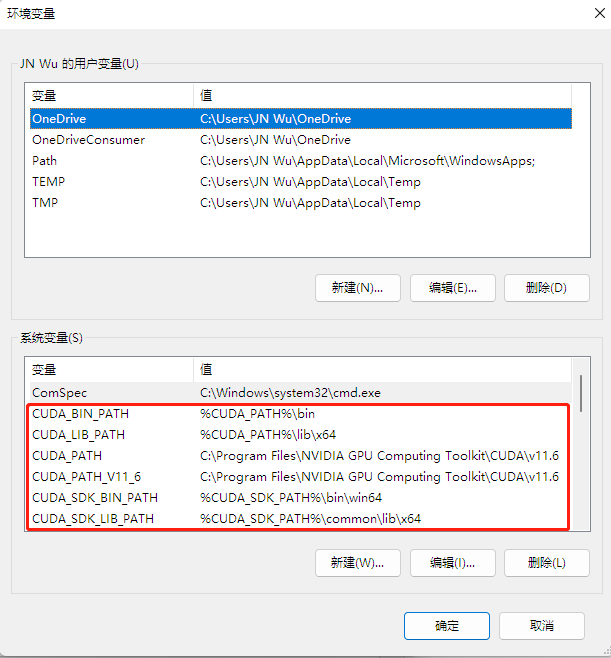 环境变量
JN Wu 的用户变量(U)
变量 值
OneDrive C:\Users\JN Wu\OneDrive
OneDriveConsumer C:\Users\JN Wu\OneDrive
Path C:\Users\JN Wu\AppData\Local\Microsoft\WindowsApps;
TEMP C:\Users\JN Wu\AppData\Local\Temp
TMP C:\Users\JN Wu\AppData\Local\Temp
新建(N)... 编辑(E)... 删除(D)
系统变量(S)
变量 值
ComSpec C:\Windows\system32\cmd.exe
CUDA_BIN_PATH %CUDA_PATH%\bin
CUDA_LIB_PATH %CUDA_PATH%\lib\x64
CUDA_PATH C:\Program Files\NVIDIA GPU Computing Toolkit\CUDA\v11.6
CUDA_PATH_V11_6 C:\Program Files\NVIDIA GPU Computing Toolkit\CUDA\v11.6
CUDA_SDK_BIN_PATH %CUDA_SDK_PATH%\bin\win64
CUDA_SDK_LIB_PATH %CUDA_SDK_PATH%\common\lib\x64
新建(W)... 编辑(I)... 删除(L)
确定 取消